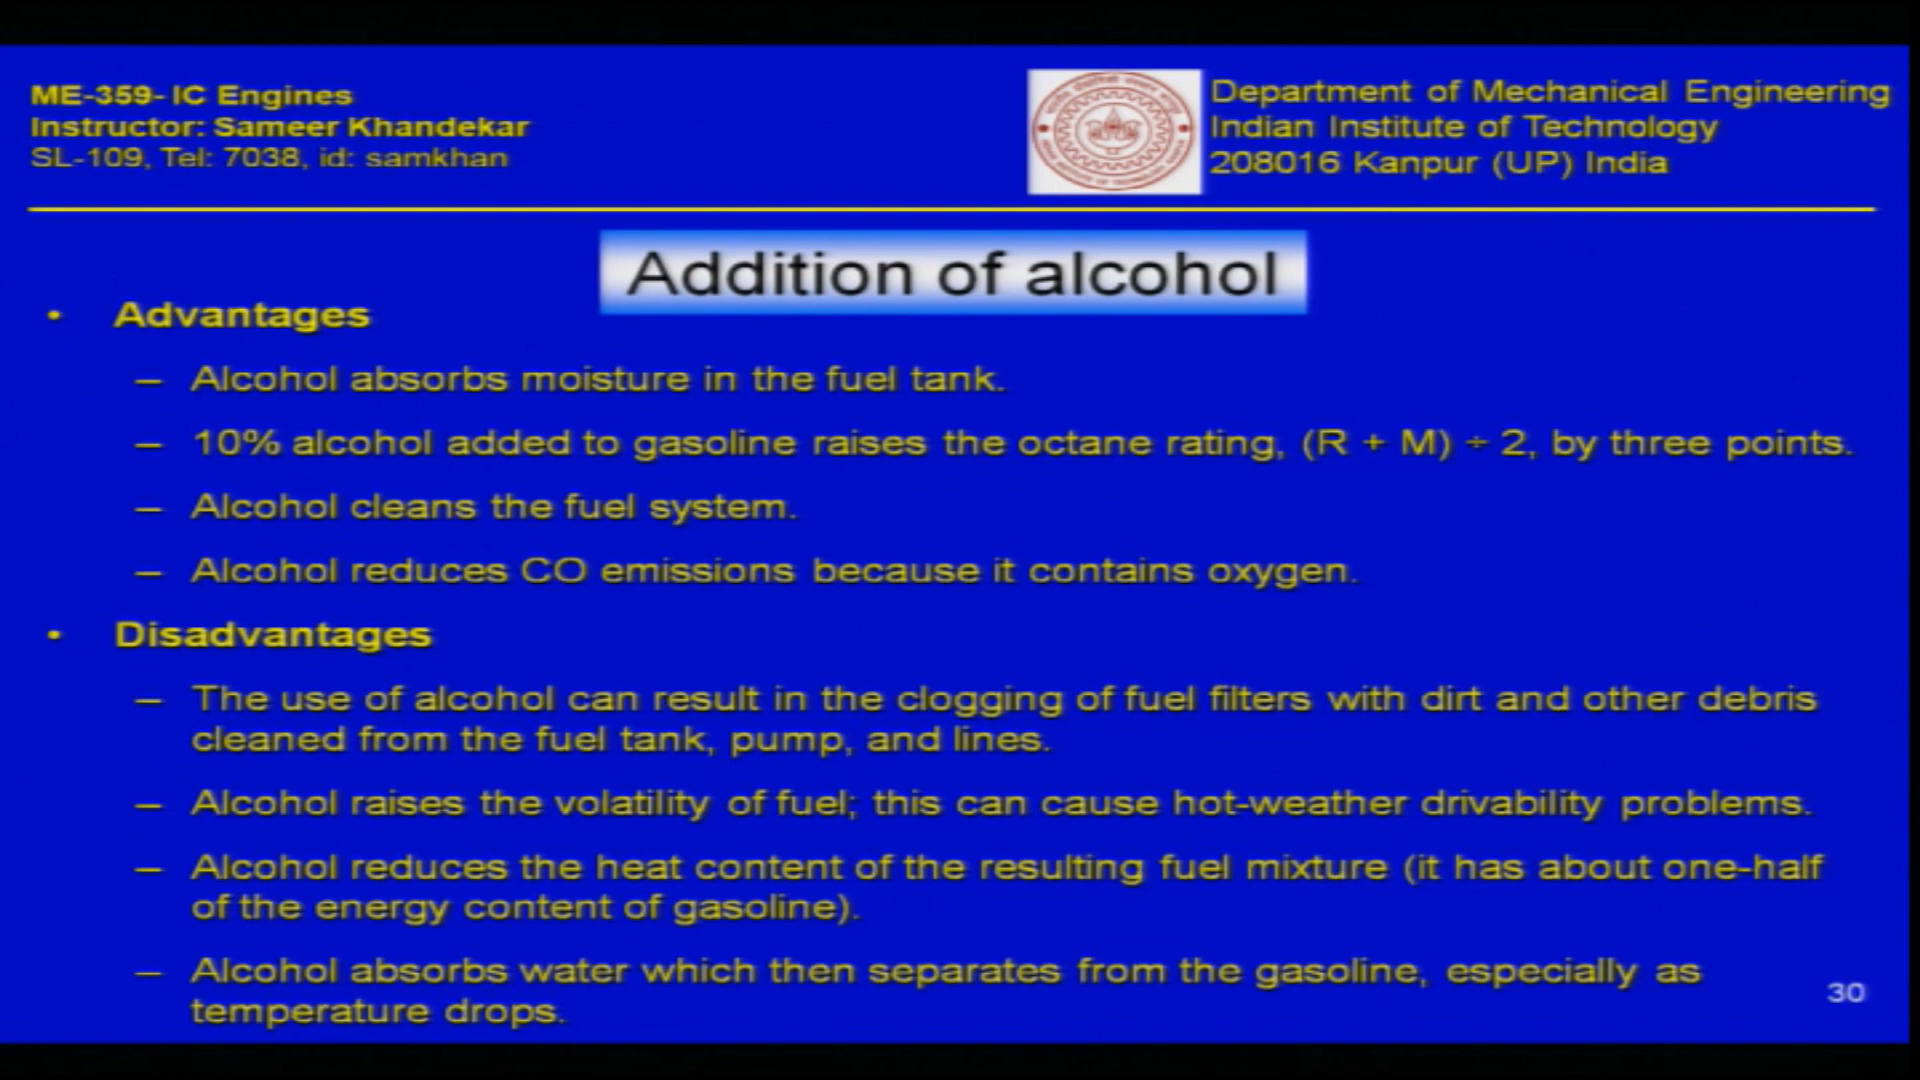 ME-359- IC Engines
Instructor: Sameer Khandekar
SL-109, Tel: 7038, id: samkhan
Department of Mechanical Engineering
Indian Institute of Technology
208016 Kanpur (UP) India
Addition of alcohol
• Advantages
– Alcohol absorbs moisture in the fuel tank.
– 10% alcohol added to gasoline raises the octane rating, (R + M) ÷ 2, by three points.
– Alcohol cleans the fuel system.
– Alcohol reduces CO emissions because it contains oxygen.
• Disadvantages
– The use of alcohol can result in the clogging of fuel filters with dirt and other debris
cleaned from the fuel tank, pump, and lines.
– Alcohol raises the volatility of fuel; this can cause hot-weather drivability problems.
– Alcohol reduces the heat content of the resulting fuel mixture (it has about one-half
of the energy content of gasoline).
– Alcohol absorbs water which then separates from the gasoline, especially as
temperature drops.
30